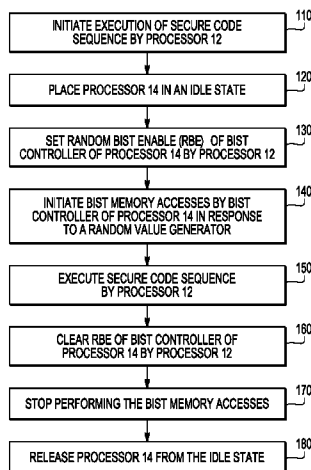 110
INITIATE EXECUTION OF SECURE CODE
SEQUENCE BY PROCESSOR 12
120
PLACE PROCESSOR 14 IN AN IDLE STATE
130
SET RANDOM BIST ENABLE (RBE) OF BIST
CONTROLLER OF PROCESSOR 14 BY PROCESSOR 12
140
INITIATE BIST MEMORY ACCESSES BY BIST
CONTROLLER OF PROCESSOR 14 IN RESPONSE
TO A RANDOM VALUE GENERATOR
150
EXECUTE SECURE CODE SEQUENCE
BY PROCESSOR 12
160
CLEAR RBE OF BIST CONTROLLER OF
PROCESSOR 14 BY PROCESSOR 12
170
STOP PERFORMING THE BIST MEMORY ACCESSES
180
RELEASE PROCESSOR 14 FROM THE IDLE STATE